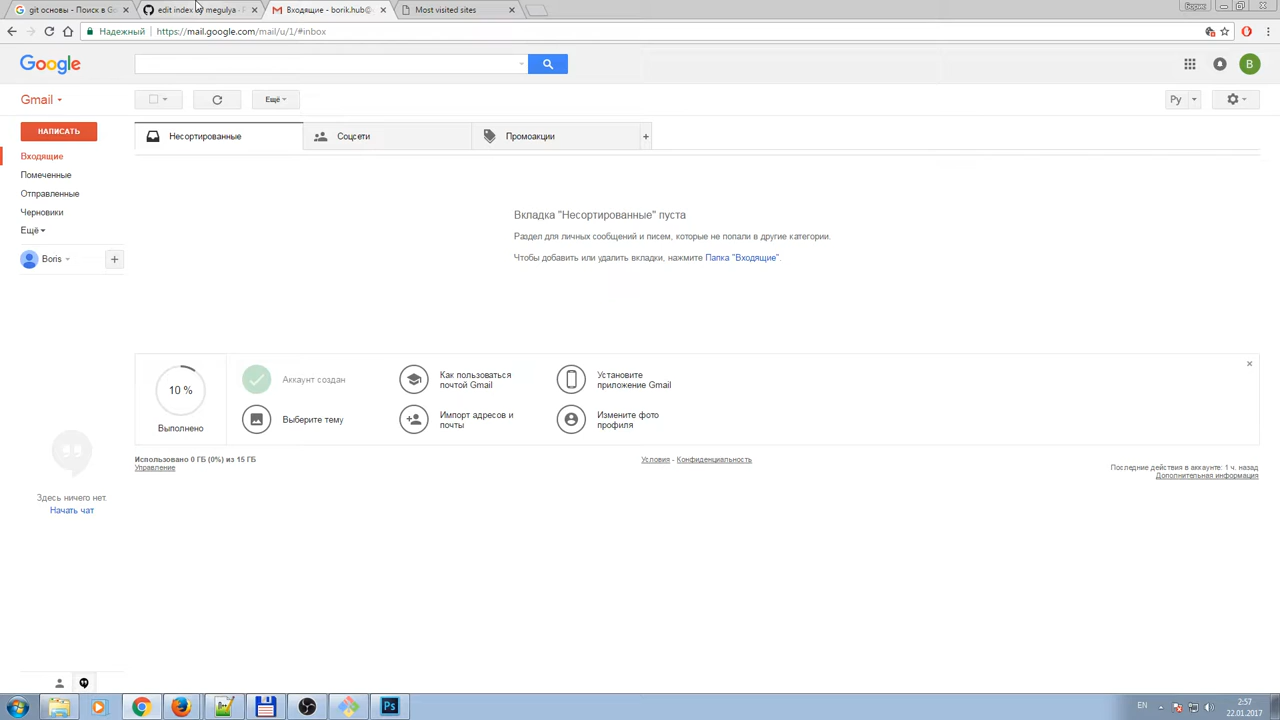 git основы - Поиск в G
edit index by megulya · P
Входящие - borik.hub@
Most visited sites
Надежный
https://mail.google.com/mail/u/1/#inbox
Google
Gmail
Ещё
Ру
НАПИСАТЬ
Несортированные
Соцсети
Промоакции
+
Входящие
Помеченные
Отправленные
Черновики
Ещё
Boris
+
B
Вкладка "Несортированные" пуста
Раздел для личных сообщений и писем, которые не попали в другие категории.
Чтобы добавить или удалить вкладки, нажмите Папка "Входящие".
10 %
Выполнено
Аккаунт создан
Как пользоваться
почтой Gmail
Установите
приложение Gmail
Выберите тему
Импорт адресов и
почты
Измените фото
профиля
Использовано 0 ГБ (0%) из 15 ГБ
Управление
Условия - Конфиденциальность
Последние действия в аккаунте: 1 ч. назад
Дополнительная информация
Здесь ничего нет.
Начать чат
Ps
EN
2:57
22.01.2017